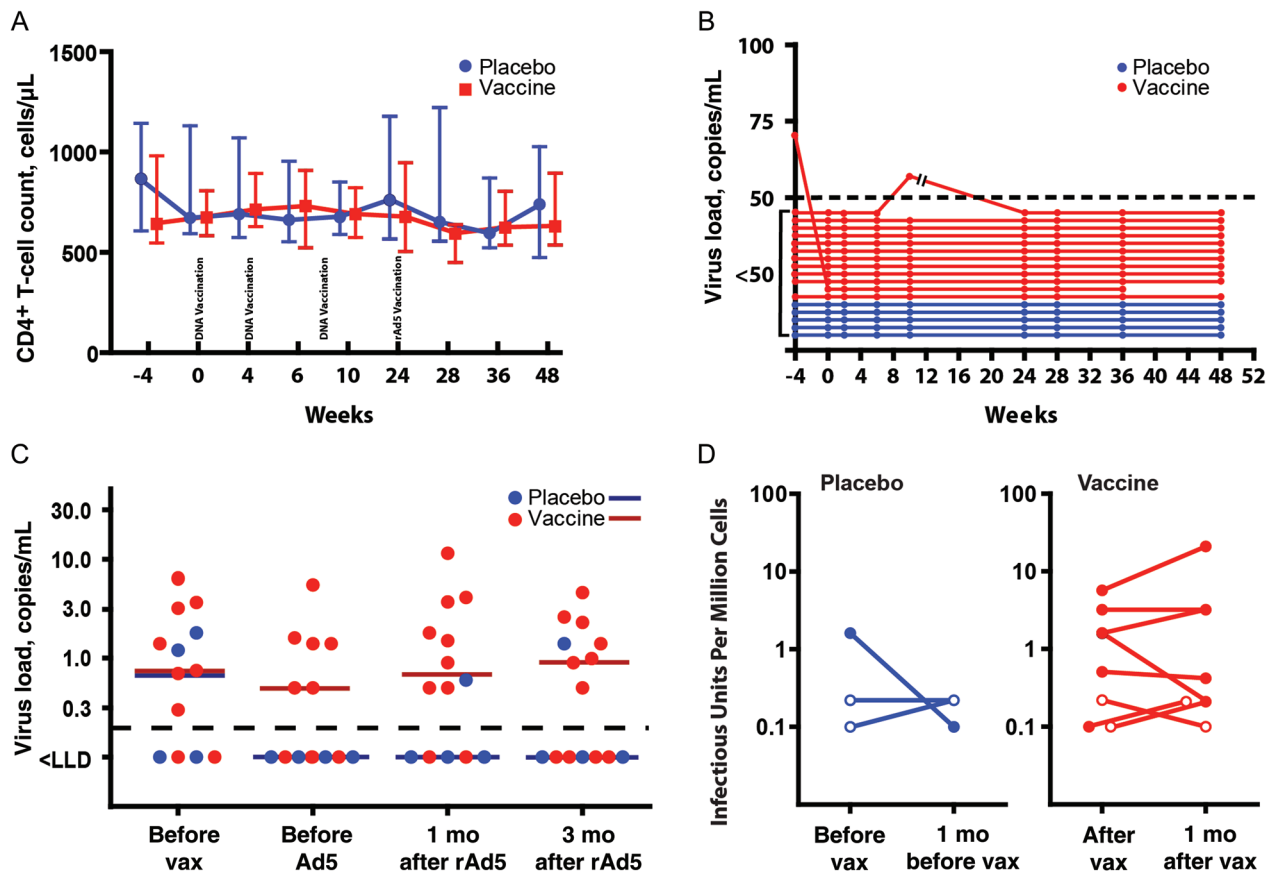 A
CD4+ T-cell count, cells/µL
1500
1000
500
0
Placebo
Vaccine
DNA Vaccination
DNA Vaccination
DNA Vaccination
rAd5 Vaccination
-4 0 4 6 10 24 28 36 48
Weeks
B
Virus load, copies/mL
100
75
50
<50
Placebo
Vaccine
-4 0 4 8 12 16 20 24 28 32 36 40 44 48 52
Weeks
C
Virus load, copies/mL
30.0
10.0
3.0
1.0
0.3
<LLD
Placebo
Vaccine
Before vax
Before Ad5
1 mo after rAd5
3 mo after rAd5
D
Infectious Units Per Million Cells
Placebo
100
10
1
0.1
Before vax
1 mo before vax
Vaccine
100
10
1
0.1
After vax
1 mo after vax